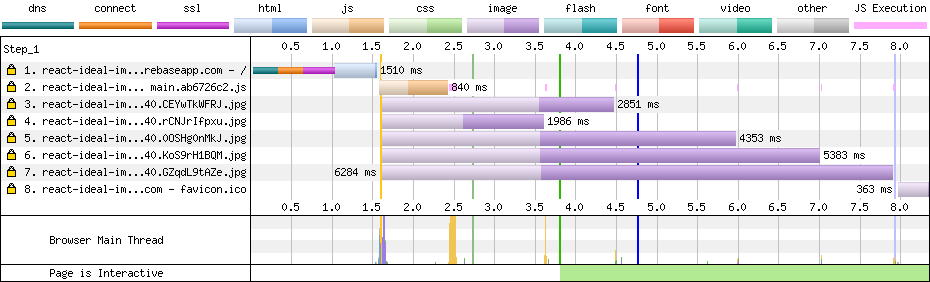 dns connect ssl html js css image flash font video other JS Execution
Step_1 0.5 1.0 1.5 2.0 2.5 3.0 3.5 4.0 4.5 5.0 5.5 6.0 6.5 7.0 7.5 8.0
1. react-ideal-im...rebaseapp.com - / 1510 ms
2. react-ideal-im... main.ab6726c2.js 840 ms
3. react-ideal-im...40.CEYwTkWFRJ.jpg 2851 ms
4. react-ideal-im...40.rCNJrIfpxu.jpg 1986 ms
5. react-ideal-im...40.0OSHgOnMkJ.jpg 4353 ms
6. react-ideal-im...40.KoS9rH1BQM.jpg 5383 ms
7. react-ideal-im...40.GZqdL9tAZe.jpg 6284 ms
8. react-ideal-im...com - favicon.ico 363 ms
0.5 1.0 1.5 2.0 2.5 3.0 3.5 4.0 4.5 5.0 5.5 6.0 6.5 7.0 7.5 8.0
Browser Main Thread
Page is Interactive